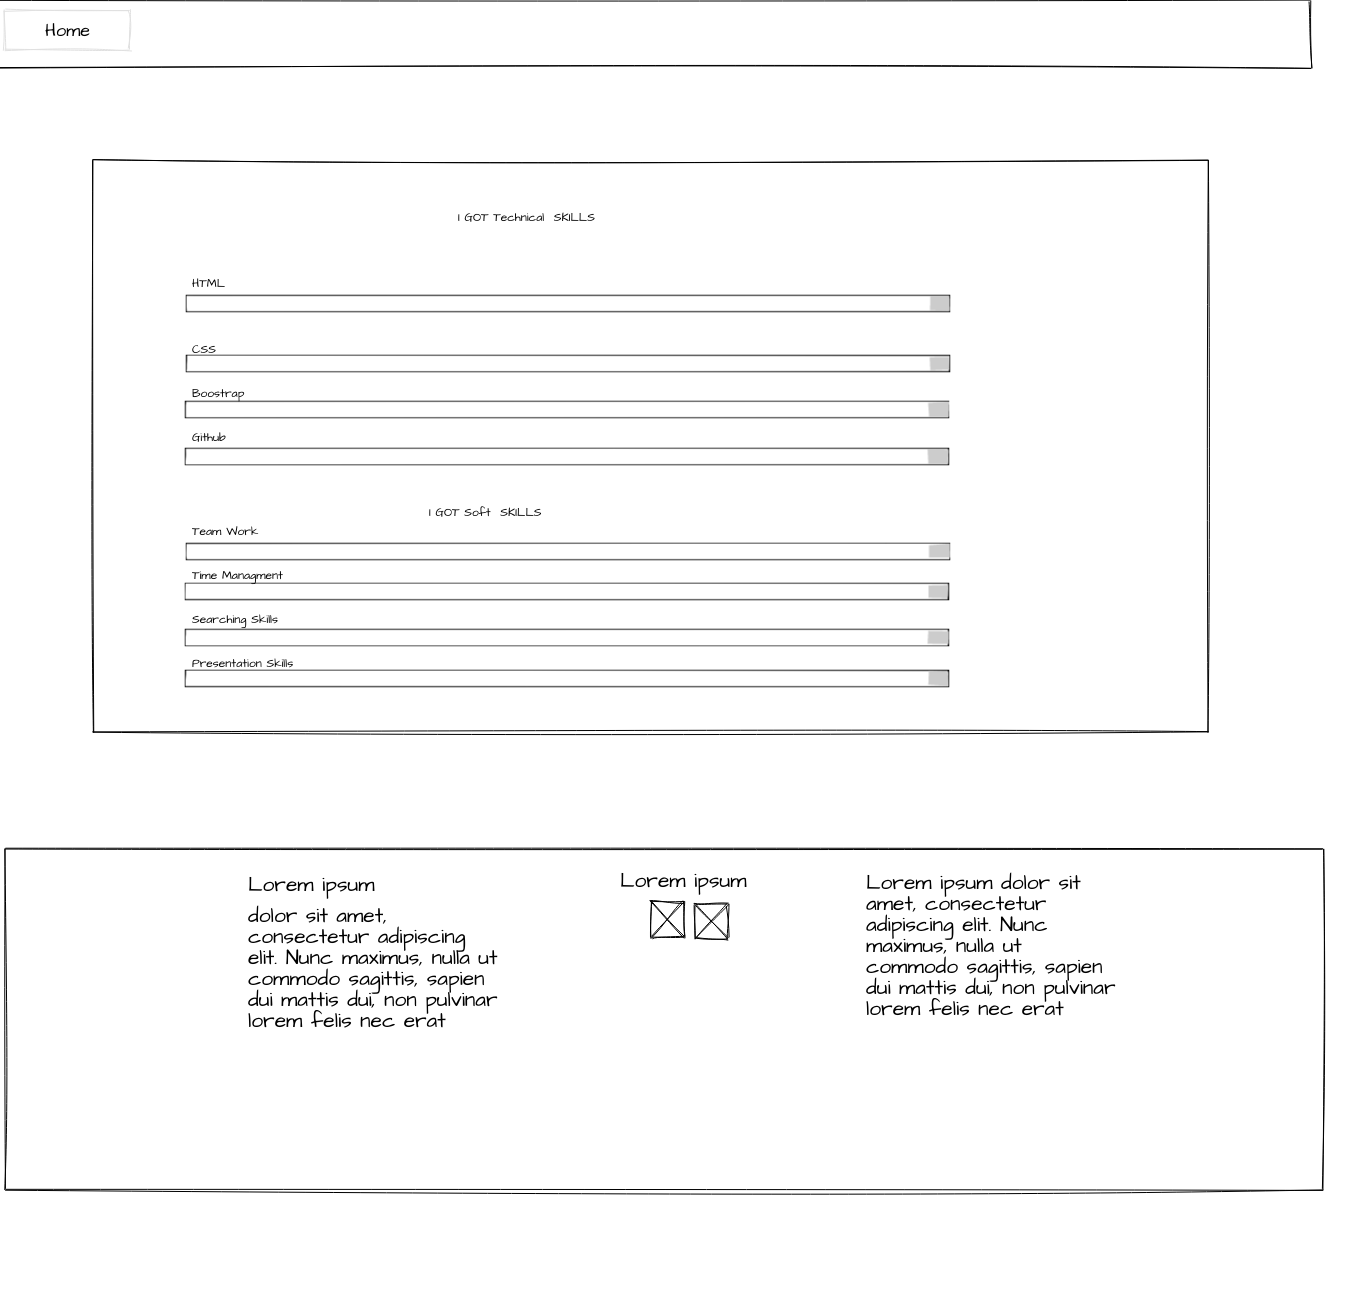 Home
I GOT Technical SKILLS
HTML
CSS
Boostrap
Github
I GOT Soft SKILLS
Team Work
Time Managment
Searching Skills
Presentation Skills
Lorem ipsum
dolor sit amet,
consectetur adipiscing
elit. Nunc maximus, nulla ut
commodo sagittis, sapien
dui mattis dui, non pulvinar
lorem felis nec erat
Lorem ipsum
Lorem ipsum dolor sit
amet, consectetur
adipiscing elit. Nunc
maximus, nulla ut
commodo sagittis, sapien
dui mattis dui, non pulvinar
lorem felis nec erat